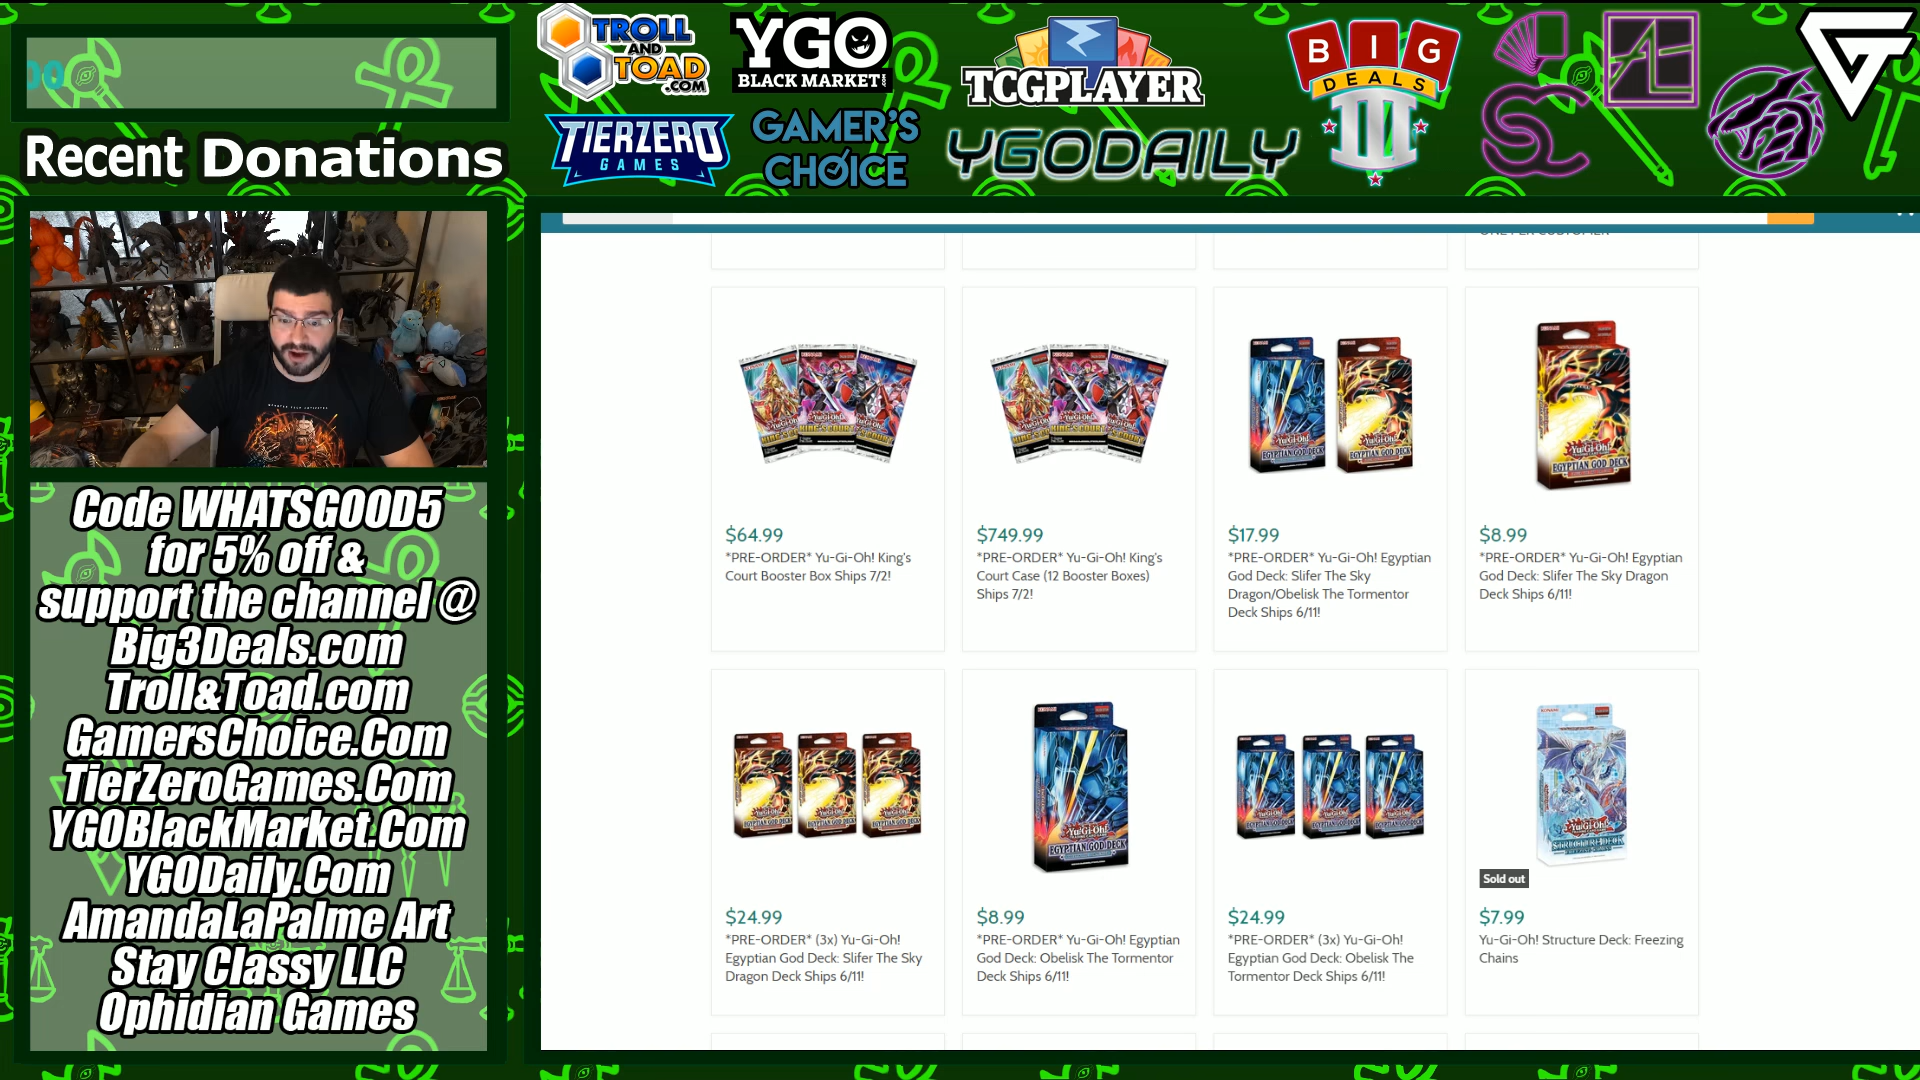 Recent Donations
TROLL
AND
TOAD
.COM
YGO
BLACK MARKET.COM
TCGPLAYER
TIERZERO
GAMES
GAMER'S
CHOICE
YGODAILY
BIG
DEALS
III
Code WHATSGOOD5
for 5% off &
support the channel @
Big3Deals.com
Troll&Toad.com
GamersChoice.Com
TierZeroGames.Com
YGOBlackMarket.Com
YGODaily.Com
AmandaLaPalme Art
Stay Classy LLC
Ophidian Games
$64.99
*PRE-ORDER* Yu-Gi-Oh! King's
Court Booster Box Ships 7/2!
$749.99
*PRE-ORDER* Yu-Gi-Oh! King's
Court Case (12 Booster Boxes)
Ships 7/2!
$17.99
*PRE-ORDER* Yu-Gi-Oh! Egyptian
God Deck: Slifer The Sky
Dragon/Obelisk The Tormentor
Deck Ships 6/11!
$8.99
*PRE-ORDER* Yu-Gi-Oh! Egyptian
God Deck: Slifer The Sky Dragon
Deck Ships 6/11!
$24.99
*PRE-ORDER* (3x) Yu-Gi-Oh!
Egyptian God Deck: Slifer The Sky
Dragon Deck Ships 6/11!
$8.99
*PRE-ORDER* Yu-Gi-Oh! Egyptian
God Deck: Obelisk The Tormentor
Deck Ships 6/11!
$24.99
*PRE-ORDER* (3x) Yu-Gi-Oh!
Egyptian God Deck: Obelisk The
Tormentor Deck Ships 6/11!
Sold out
$7.99
Yu-Gi-Oh! Structure Deck: Freezing
Chains